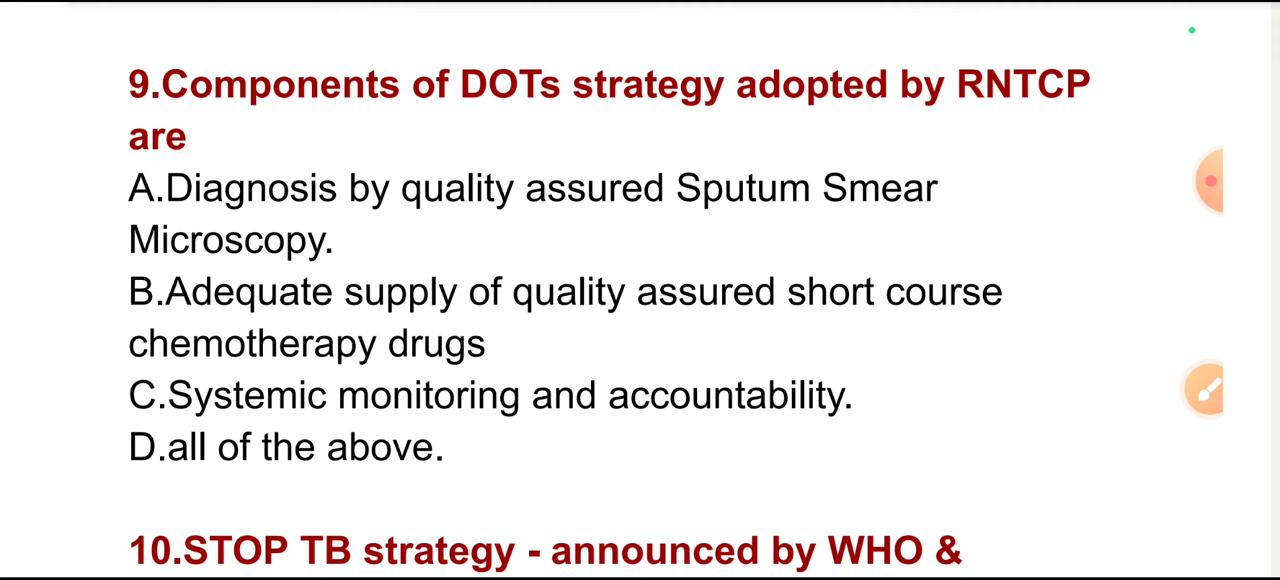 9.Components of DOTs strategy adopted by RNTCP
are
A.Diagnosis by quality assured Sputum Smear
Microscopy.
B.Adequate supply of quality assured short course
chemotherapy drugs
C.Systemic monitoring and accountability.
D.all of the above.
10.STOP TB strategy - announced by WHO &